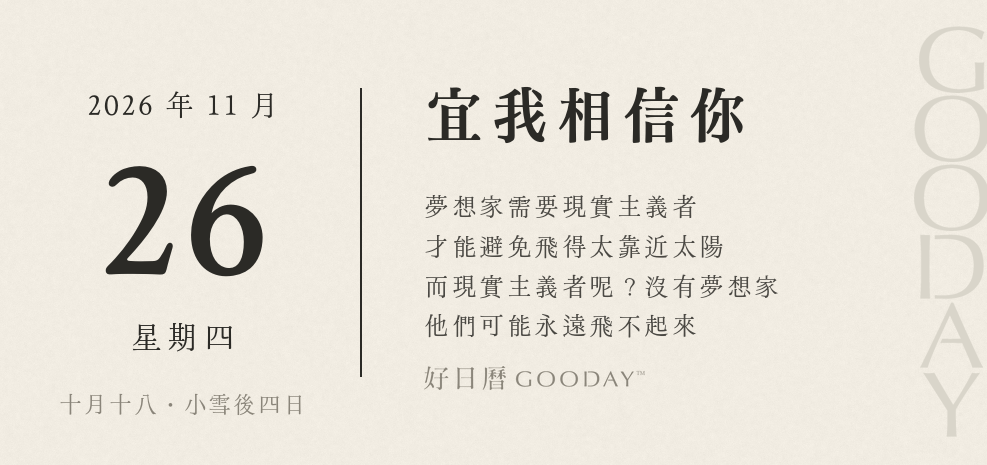 2026 年 11 月
26
星期四
十月十八・小雪後四日
宜我相信你
夢想家需要現實主義者
才能避免飛得太靠近太陽
而現實主義者呢？沒有夢想家
他們可能永遠飛不起來
好日曆 GOODAY™
GOODAY